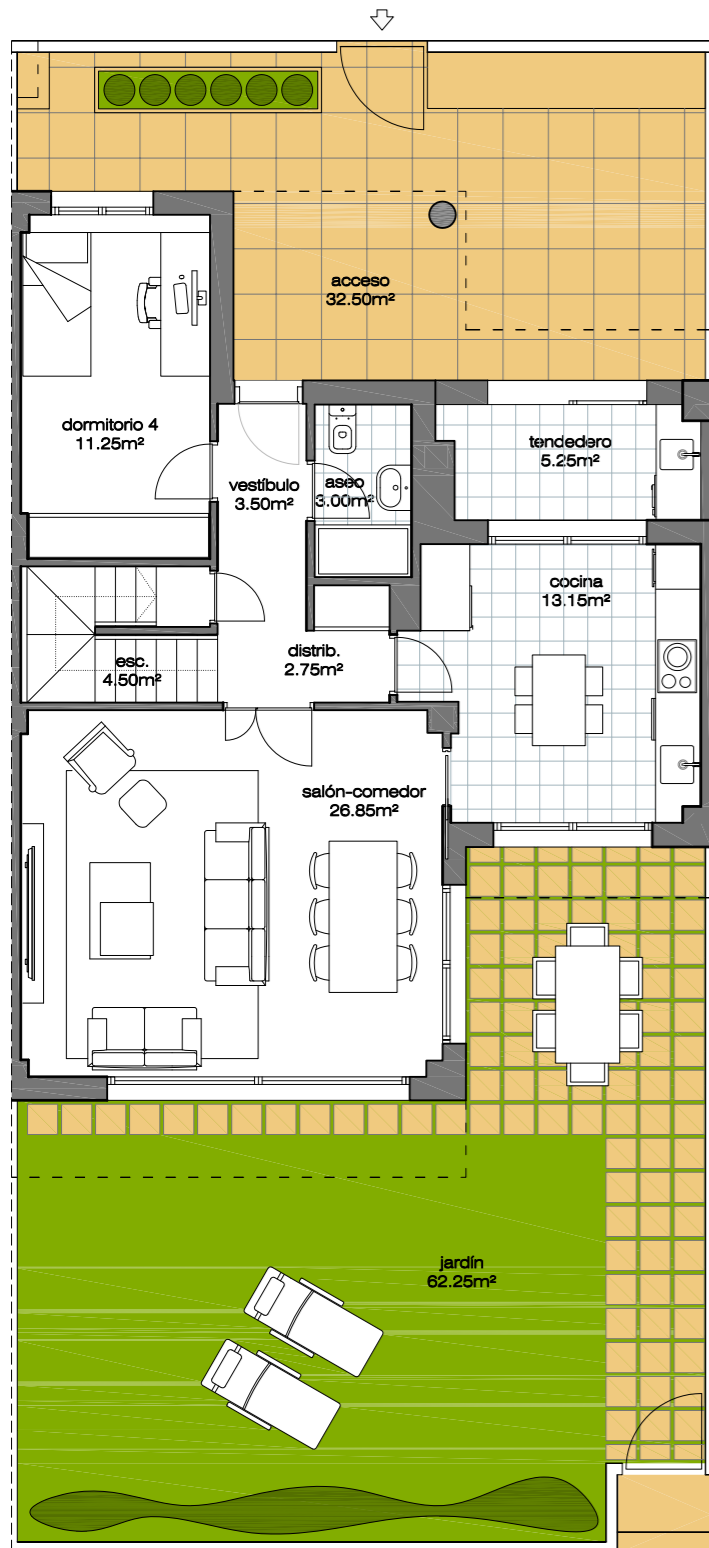 acceso
32.50m²
dormitorio 4
11.25m²
tendedero
5.25m²
vestíbulo
3.50m²
aseo
3.00m²
cocina
13.15m²
distrib.
2.75m²
esc.
4.50m²
salón-comedor
26.85m²
jardín
62.25m²